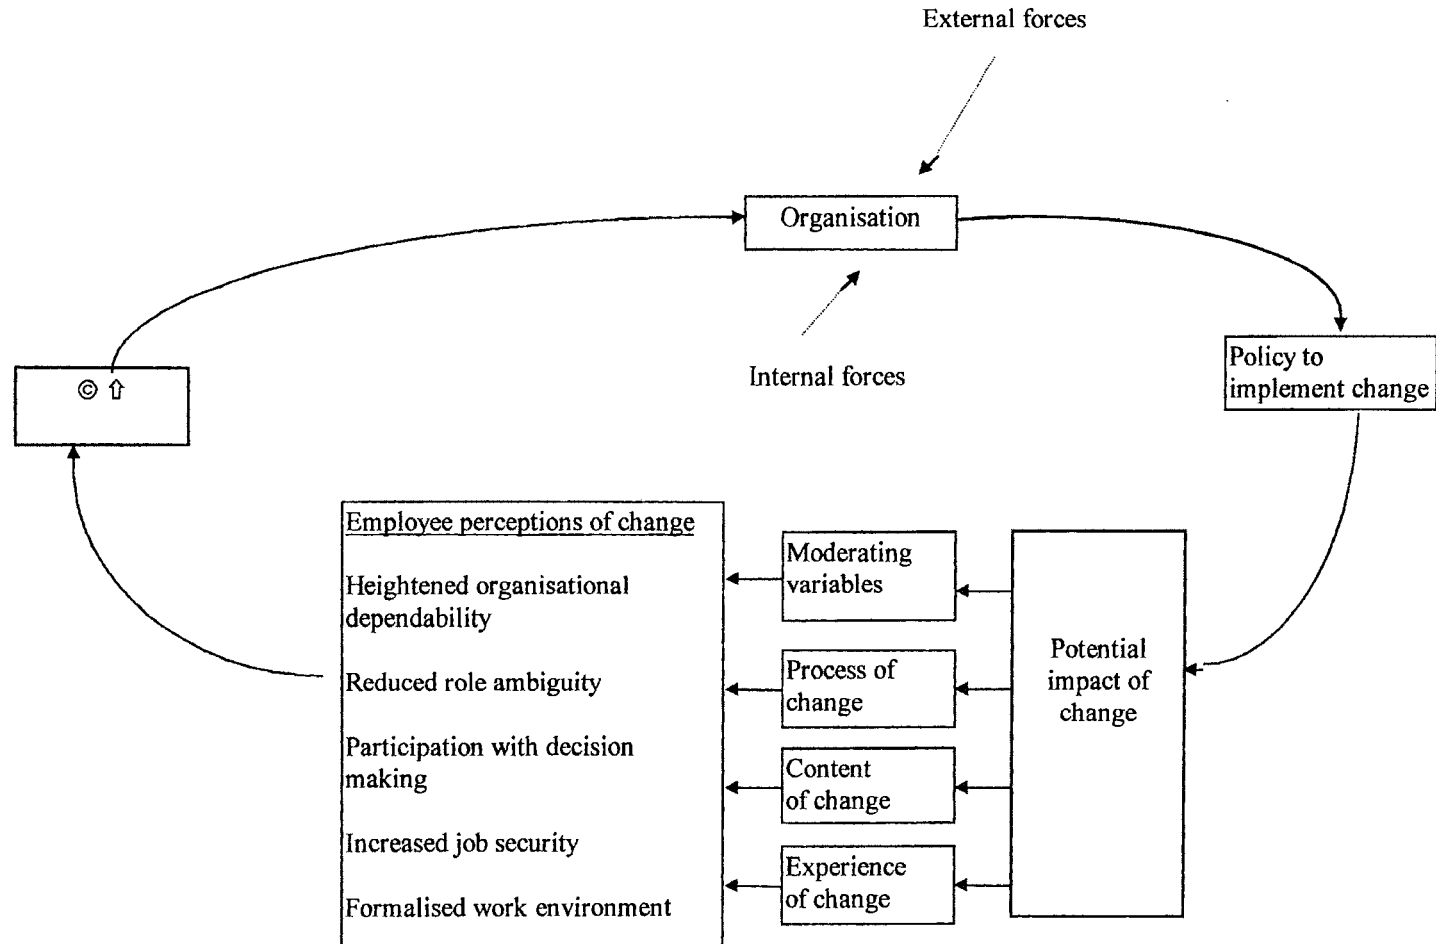 External forces
Organisation
Internal forces
Policy to
implement change
© ⇧
Employee perceptions of change
Heightened organisational
dependability
Reduced role ambiguity
Participation with decision
making
Increased job security
Formalised work environment
Moderating
variables
Process of
change
Content
of change
Experience
of change
Potential
impact of
change